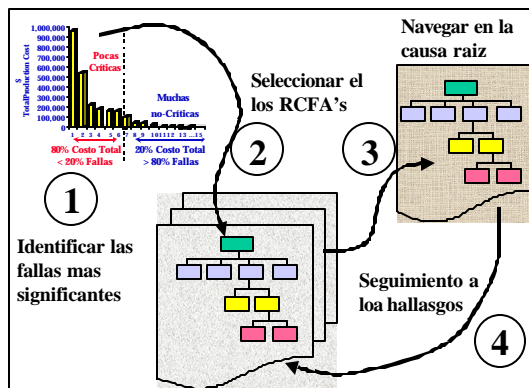 $
TotalProduction Cost
1,000,000
900,000
800,000
700,000
600,000
500,000
400,000
300,000
200,000
100,000
0
Pocas
Críticas
Muchas
no-Críticas
1 2 3 4 5 6 7 8 9 10 11 12 13 ...15
80% Costo Total
< 20% Fallas
20% Costo Total
> 80% Fallas
1
Identificar las
fallas mas
significantes
Seleccionar el
los RCFA's
2
3
Navegar en la
causa raiz
Seguimiento a
loa hallasgos
4